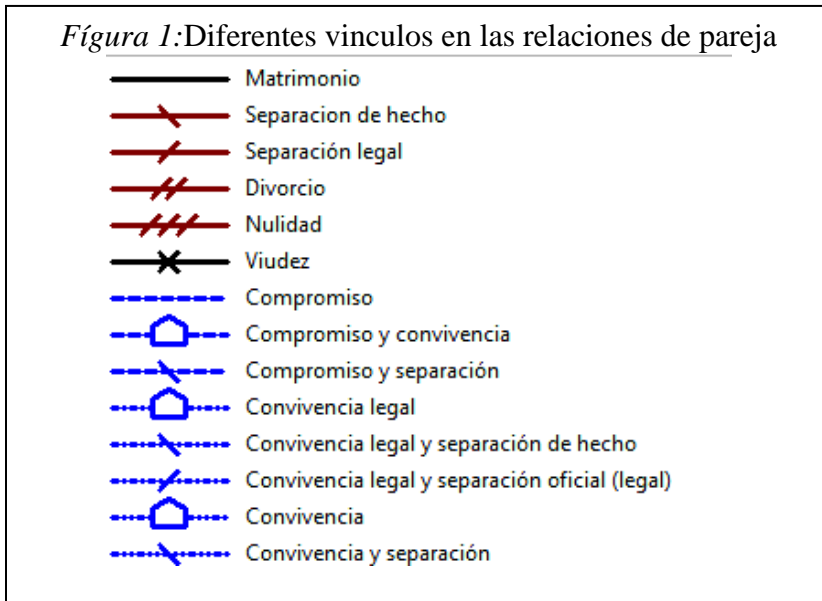 Fígura 1:Diferentes vinculos en las relaciones de pareja
Matrimonio
Separacion de hecho
Separación legal
Divorcio
Nulidad
Viudez
Compromiso
Compromiso y convivencia
Compromiso y separación
Convivencia legal
Convivencia legal y separación de hecho
Convivencia legal y separación oficial (legal)
Convivencia
Convivencia y separación